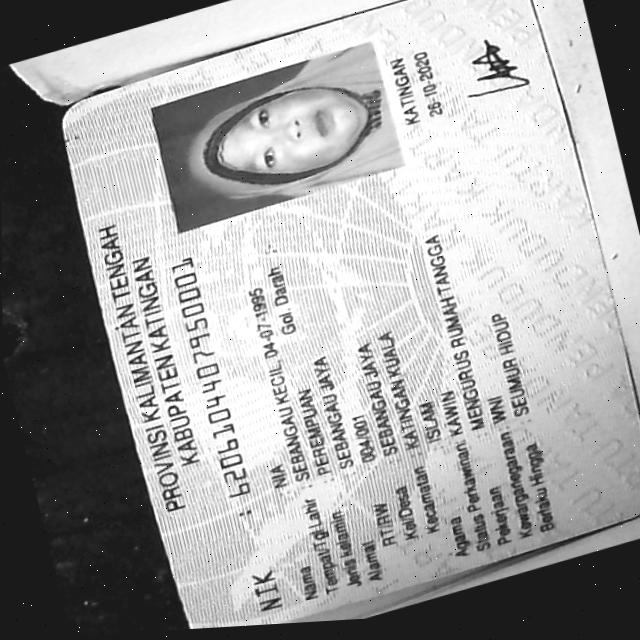 PROVINSI KALIMANTAN TENGAH
KABUPATEN KATINGAN
NIK : 6206104407950001
Nama : NIA
Tempat/Tgl Lahir : SEBANGAU KECIL, 04-07-1995
Jenis kelamin : PEREMPUAN Gol. Darah : -
Alamat : SEBANGAU JAYA
RT/RW : 004/001
Kel/Desa : SEBANGAU JAYA
Kecamatan : KATINGAN KUALA
Agama : ISLAM
Status Perkawinan : KAWIN
Pekerjaan : MENGURUS RUMAH TANGGA
Kewarganegaraan : WNI
Berlaku Hingga : SEUMUR HIDUP
KATINGAN
26-10-2020